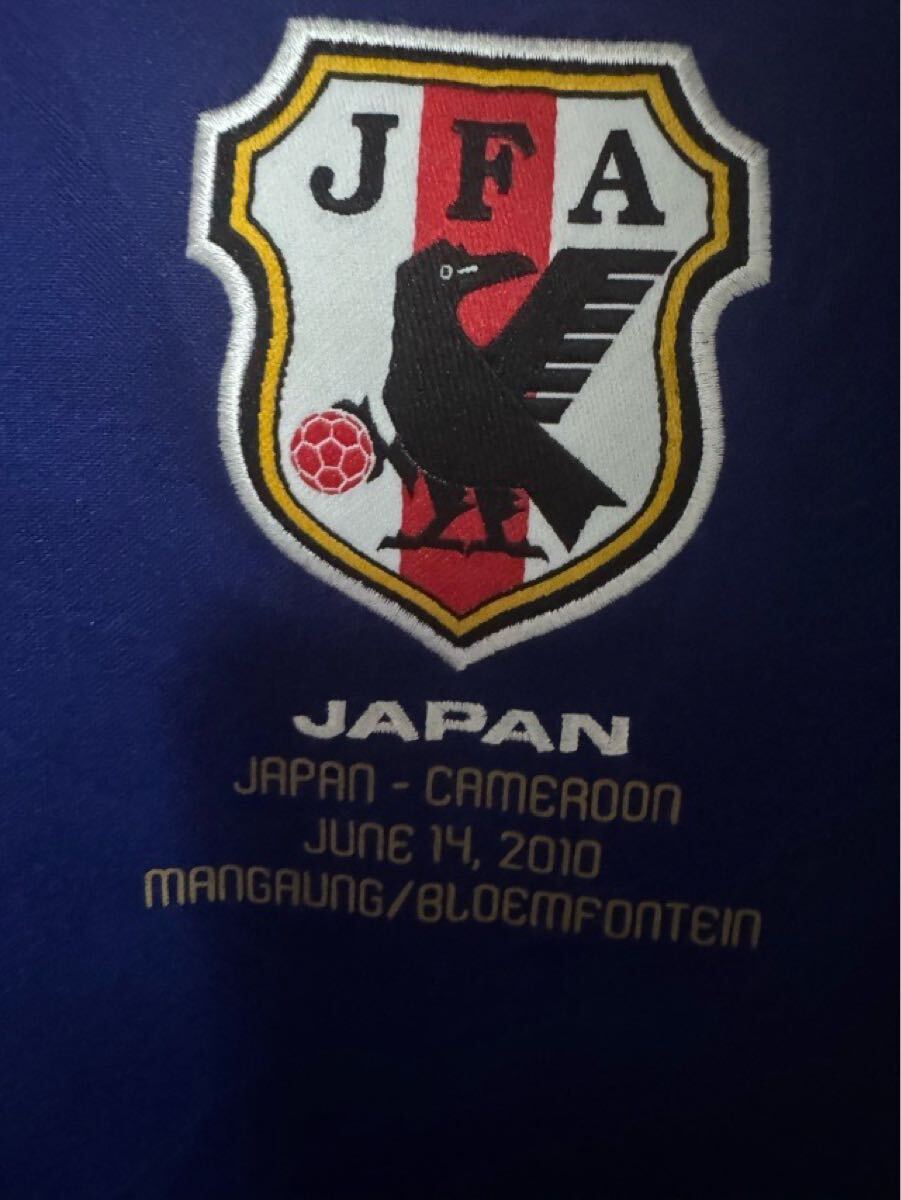 JFA
JAPAN
JAPAN - CAMEROON
JUNE 14, 2010
MANGAUNG/BLOEMFONTEIN